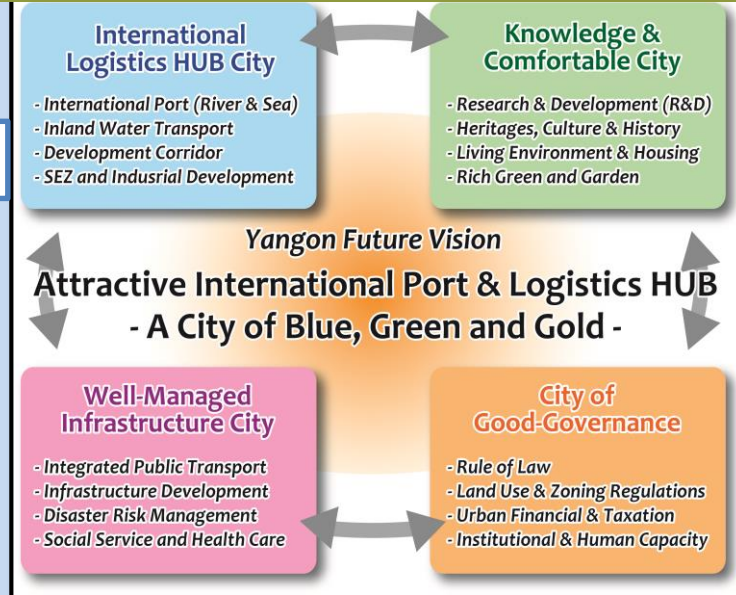 International
Logistics HUB City
- International Port (River & Sea)
- Inland Water Transport
- Development Corridor
- SEZ and Indusrial Development
Knowledge &
Comfortable City
- Research & Development (R&D)
- Heritages, Culture & History
- Living Environment & Housing
- Rich Green and Garden
Yangon Future Vision
Attractive International Port & Logistics HUB
- A City of Blue, Green and Gold -
Well-Managed
Infrastructure City
- Integrated Public Transport
- Infrastructure Development
- Disaster Risk Management
- Social Service and Health Care
City of
Good-Governance
- Rule of Law
- Land Use & Zoning Regulations
- Urban Financial & Taxation
- Institutional & Human Capacity